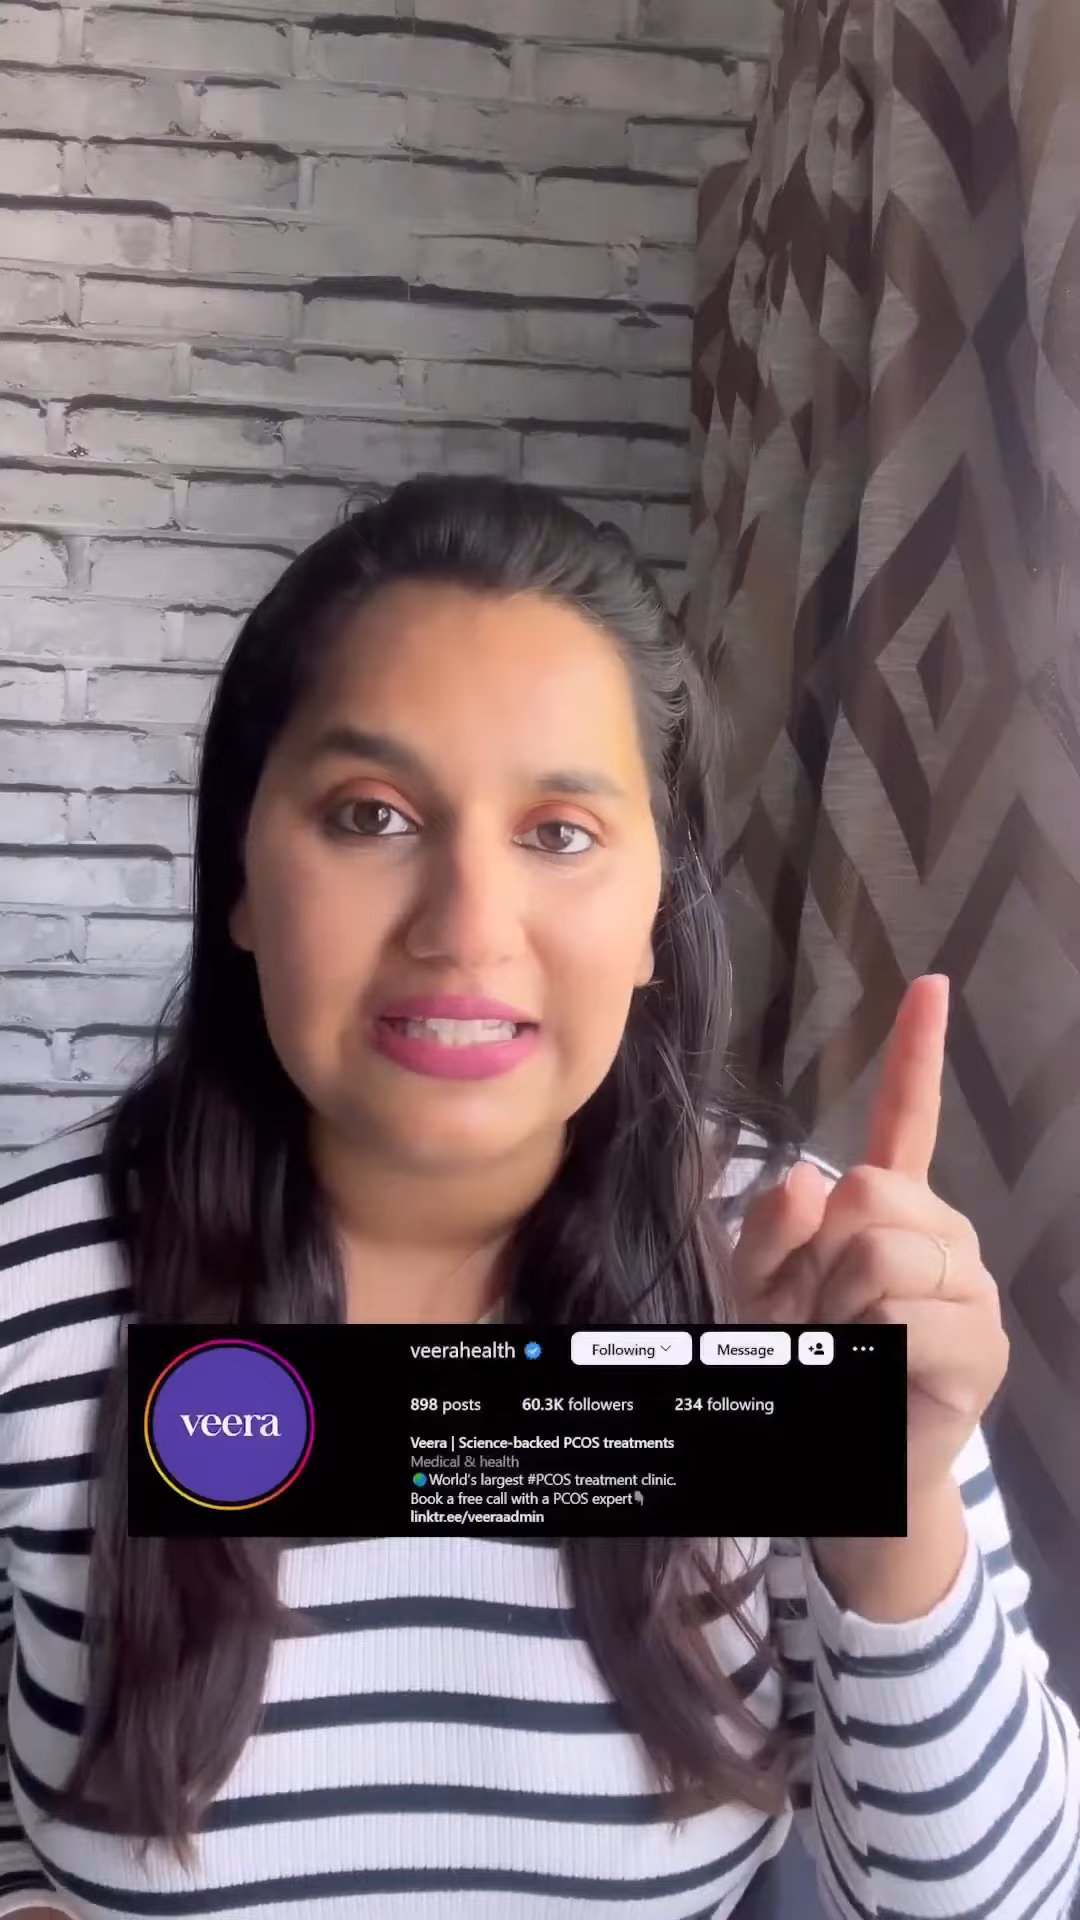 veera
veerahealth Following Message
898 posts 60.3K followers 234 following
Veera | Science-backed PCOS treatments
Medical & health
World's largest #PCOS treatment clinic.
Book a free call with a PCOS expert
linktr.ee/veeraadmin